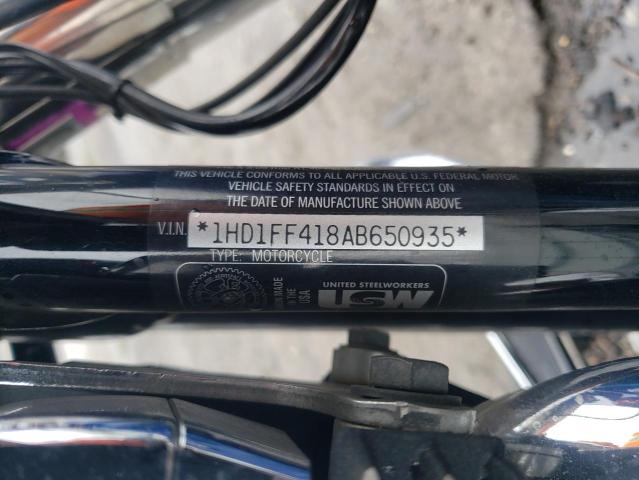 THIS VEHICLE CONFORMS TO ALL APPLICABLE U.S. FEDERAL MOTOR
VEHICLE SAFETY STANDARDS IN EFFECT ON
THE DATE OF MANUFACTURE SHOWN ABOVE
V.I.N. *1HD1FF418AB650935*
TYPE: MOTORCYCLE
MADE
IN THE
USA
UNITED STEELWORKERS
USW